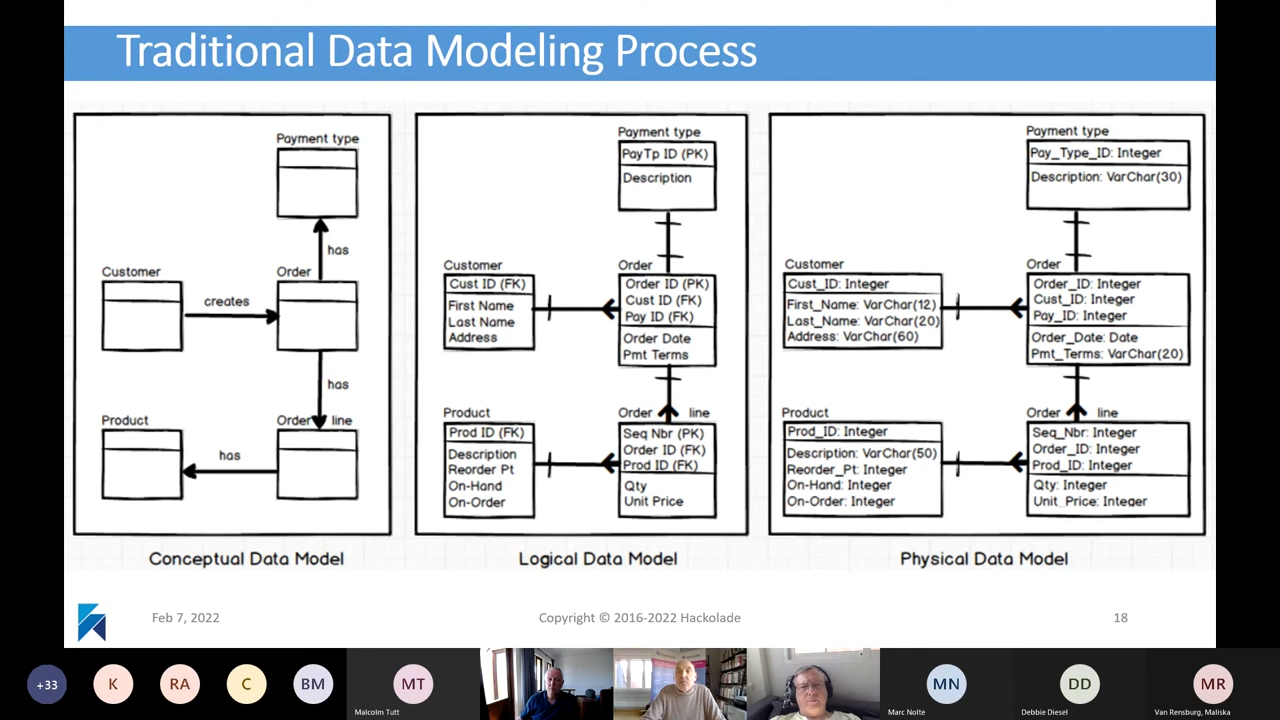 Traditional Data Modeling Process
Payment type
has
Customer
Order
creates
has
Product
Order line
has
Conceptual Data Model
Payment type
PayTp ID (PK)
Description
Customer
Cust ID (FK)
First Name
Last Name
Address
Order
Order ID (PK)
Cust ID (FK)
Pay ID (FK)
Order Date
Pmt Terms
Product
Prod ID (FK)
Description
Reorder Pt
On-Hand
On-Order
Order line
Seq Nbr (PK)
Order ID (FK)
Prod ID (FK)
Qty
Unit Price
Logical Data Model
Payment type
Pay_Type_ID: Integer
Description: VarChar(30)
Customer
Cust_ID: Integer
First_Name: VarChar(12)
Last_Name: VarChar(20)
Address: VarChar(60)
Order
Order_ID: Integer
Cust_ID: Integer
Pay_ID: Integer
Order_Date: Date
Pmt_Terms: VarChar(20)
Product
Prod_ID: Integer
Description: VarChar(50)
Reorder_Pt: Integer
On-Hand: Integer
On-Order: Integer
Order line
Seq_Nbr: Integer
Order_ID: Integer
Prod_ID: Integer
Qty: Integer
Unit_Price: Integer
Physical Data Model
Feb 7, 2022
Copyright © 2016-2022 Hackolade
18
+33
K
RA
C
BM
MT
Malcolm Tutt
MN
Marc Nolte
DD
Debbie Diesel
MR
Van Rensburg, Maliska